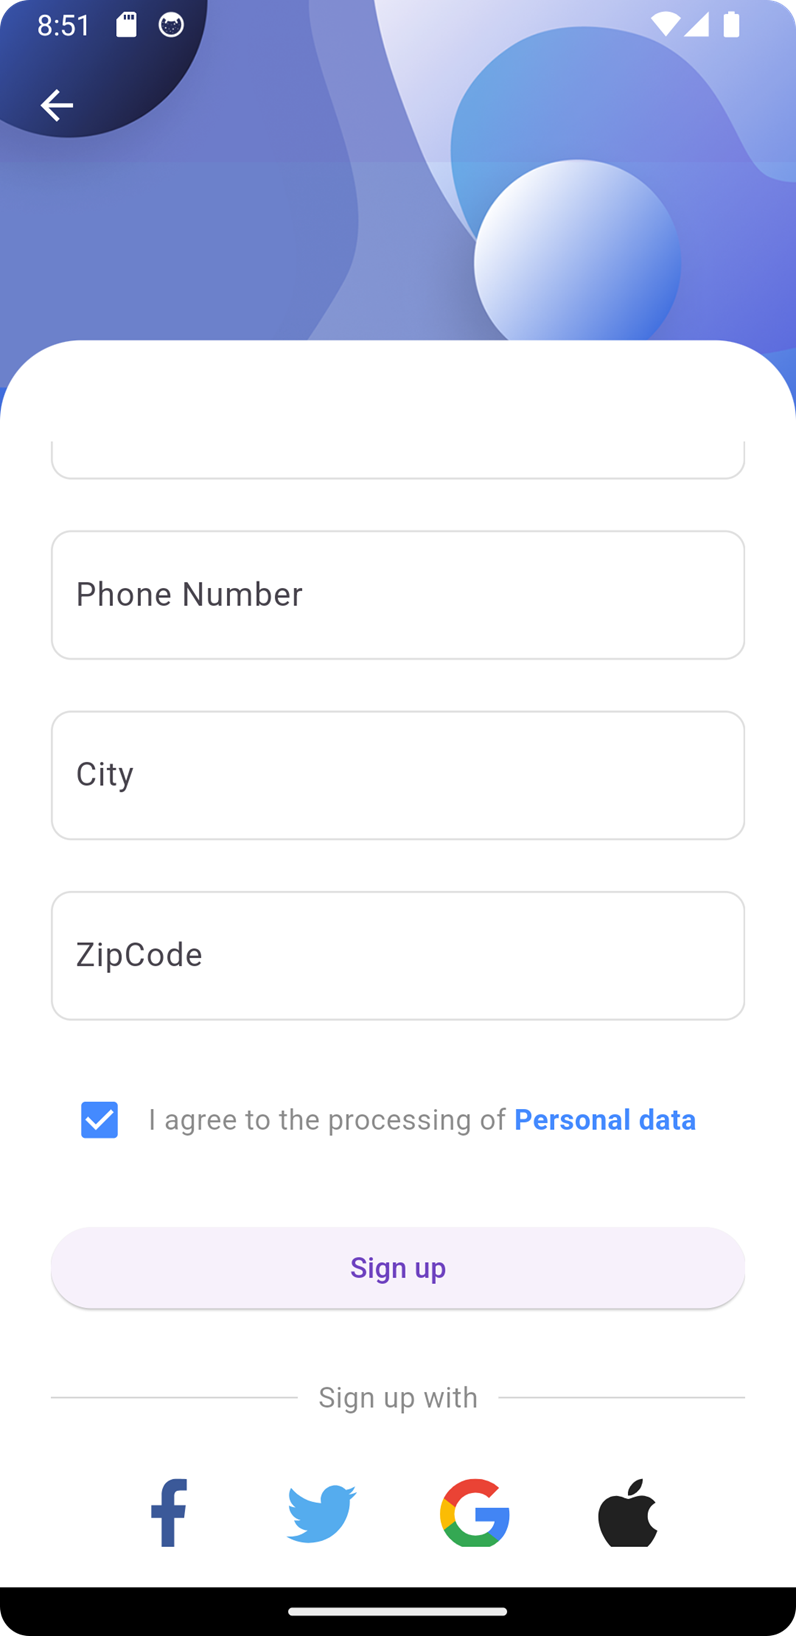 8:51
Phone Number
City
ZipCode
I agree to the processing of Personal data
Sign up
Sign up with